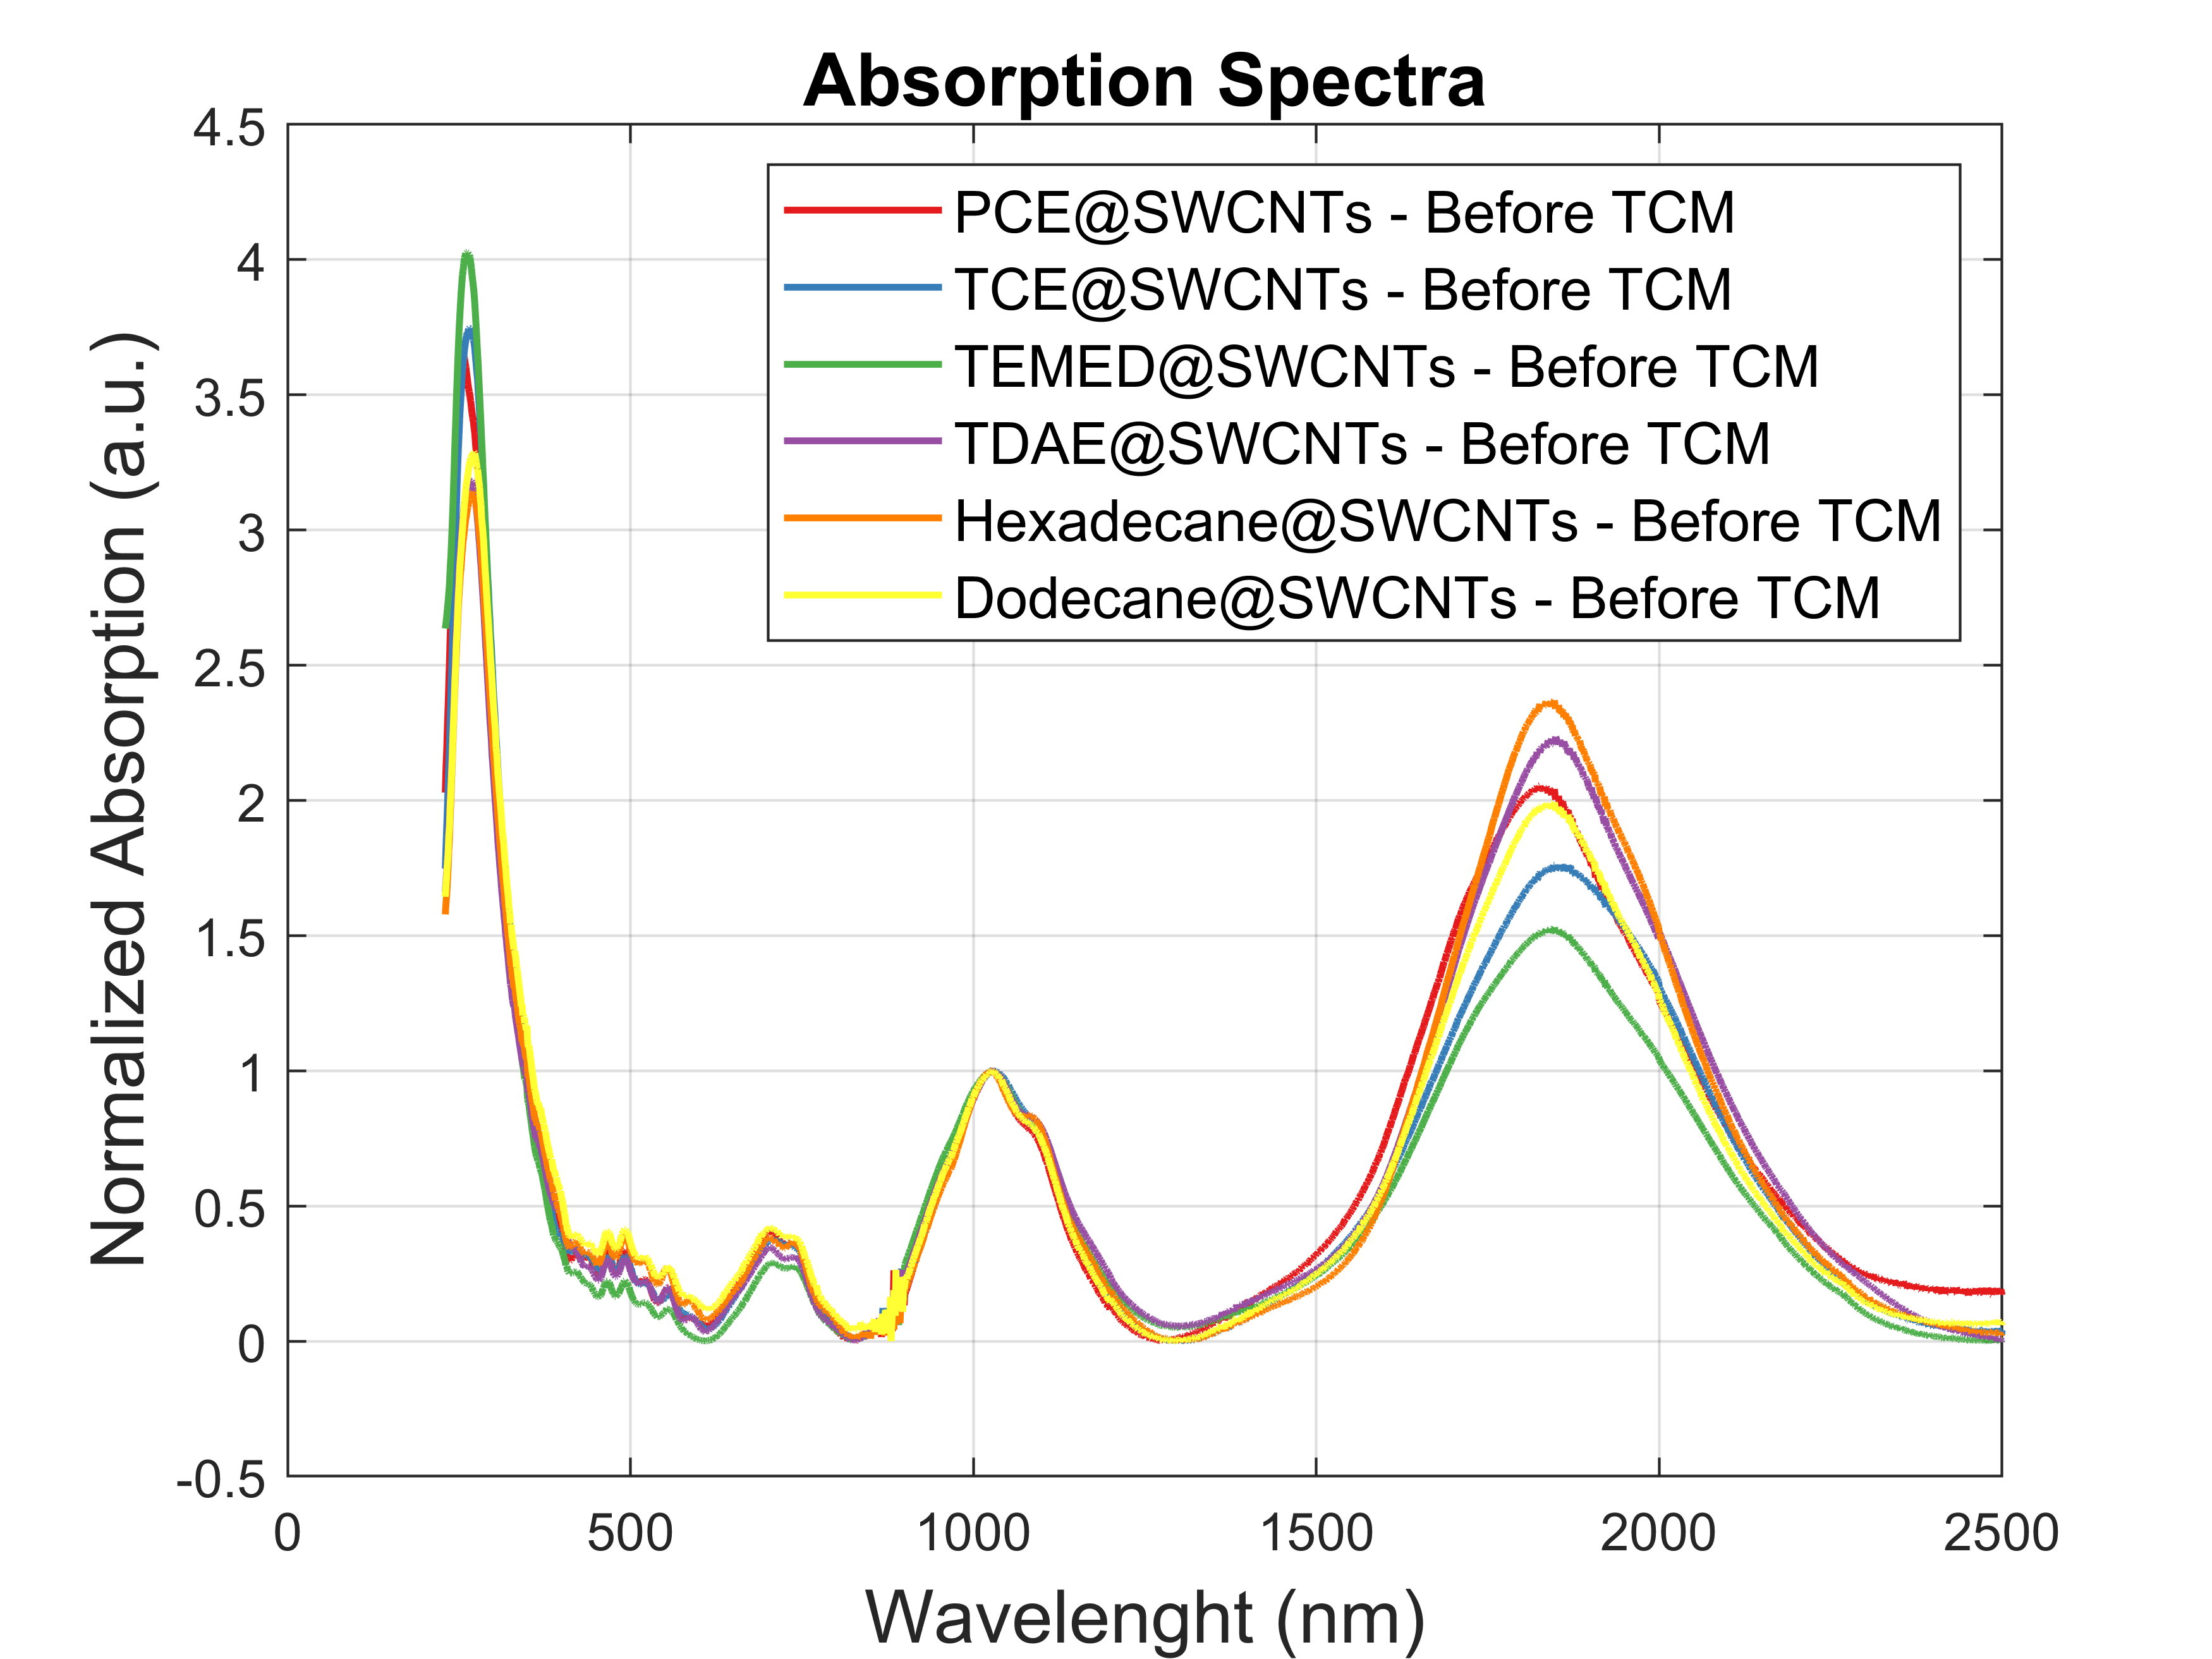 Absorption Spectra
Normalized Absorption (a.u.)
4.5
4
3.5
3
2.5
2
1.5
1
0.5
0
-0.5
PCE@SWCNTs - Before TCM
TCE@SWCNTs - Before TCM
TEMED@SWCNTs - Before TCM
TDAE@SWCNTs - Before TCM
Hexadecane@SWCNTs - Before TCM
Dodecane@SWCNTs - Before TCM
0 500 1000 1500 2000 2500
Wavelenght (nm)